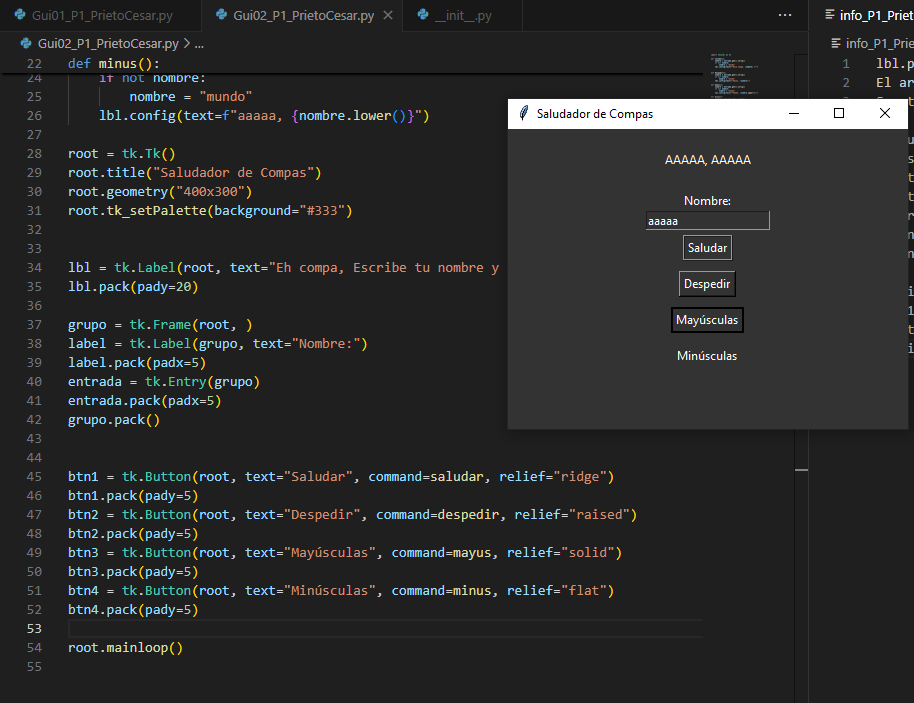 Gui01_P1_PrietoCesar.py
Gui02_P1_PrietoCesar.py
__init__.py
info_P1_Priet
Gui02_P1_PrietoCesar.py > ...
info_P1_Prie
22 def minus():
24 if not nombre:
25 nombre = "mundo"
26 lbl.config(text=f"aaaaa, {nombre.lower()}")
27
28 root = tk.Tk()
29 root.title("Saludador de Compas")
30 root.geometry("400x300")
31 root.tk_setPalette(background="#333")
32
33
34 lbl = tk.Label(root, text="Eh compa, Escribe tu nombre y
35 lbl.pack(pady=20)
36
37 grupo = tk.Frame(root, )
38 label = tk.Label(grupo, text="Nombre:")
39 label.pack(padx=5)
40 entrada = tk.Entry(grupo)
41 entrada.pack(padx=5)
42 grupo.pack()
43
44
45 btn1 = tk.Button(root, text="Saludar", command=saludar, relief="ridge")
46 btn1.pack(pady=5)
47 btn2 = tk.Button(root, text="Despedir", command=despedir, relief="raised")
48 btn2.pack(pady=5)
49 btn3 = tk.Button(root, text="Mayúsculas", command=mayus, relief="solid")
50 btn3.pack(pady=5)
51 btn4 = tk.Button(root, text="Minúsculas", command=minus, relief="flat")
52 btn4.pack(pady=5)
53
54 root.mainloop()
55
1 lbl.p
2 El ar
Saludador de Compas
AAAAA, AAAAA
Nombre:
aaaaa
Saludar
Despedir
Mayúsculas
Minúsculas